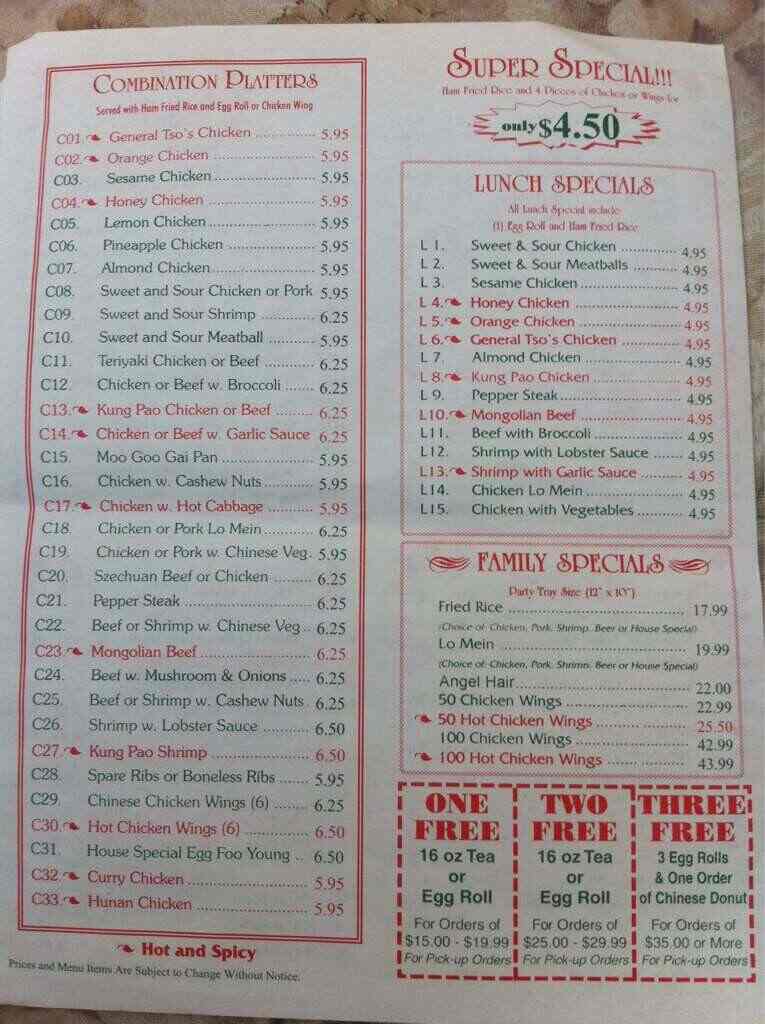 COMBINATION PLATTERS
Served with Ham Fried Rice and Egg Roll or Chicken Wing
C01. General Tso's Chicken ............... 5.95
C02. Orange Chicken ..................... 5.95
C03. Sesame Chicken ..................... 5.95
C04. Honey Chicken ...................... 5.95
C05. Lemon Chicken ...................... 5.95
C06. Pineapple Chicken .................. 5.95
C07. Almond Chicken ..................... 5.95
C08. Sweet and Sour Chicken or Pork 5.95
C09. Sweet and Sour Shrimp ........... 6.25
C10. Sweet and Sour Meatball ......... 5.95
C11. Teriyaki Chicken or Beef .......... 6.25
C12. Chicken or Beef w. Broccoli ...... 6.25
C13. Kung Pao Chicken or Beef ........ 6.25
C14. Chicken or Beef w. Garlic Sauce 6.25
C15. Moo Goo Gai Pan .................. 5.95
C16. Chicken w. Cashew Nuts .......... 5.95
C17. Chicken w. Hot Cabbage .......... 5.95
C18. Chicken or Pork Lo Mein .......... 6.25
C19. Chicken or Pork w. Chinese Veg. 5.95
C20. Szechuan Beef or Chicken ........ 6.25
C21. Pepper Steak ....................... 6.25
C22. Beef or Shrimp w. Chinese Veg .. 6.25
C23. Mongolian Beef ..................... 6.25
C24. Beef w. Mushroom & Onions ..... 6.25
C25. Beef or Shrimp w. Cashew Nuts . 6.25
C26. Shrimp w. Lobster Sauce ......... 6.50
C27. Kung Pao Shrimp ................... 6.50
C28. Spare Ribs or Boneless Ribs ...... 5.95
C29. Chinese Chicken Wings (6) ....... 6.25
C30. Hot Chicken Wings (6) ............ 6.50
C31. House Special Egg Foo Young .. 6.50
C32. Curry Chicken ...................... 5.95
C33. Hunan Chicken ..................... 5.95
Hot and Spicy
Prices and Menu Items Are Subject to Change Without Notice.
SUPER SPECIAL!!!
Ham Fried Rice and 4 Pieces of Chicken or Wings for
only $4.50
LUNCH SPECIALS
All Lunch Special include
(1) Egg Roll and Ham Fried Rice
L 1. Sweet & Sour Chicken ............ 4.95
L 2. Sweet & Sour Meatballs .......... 4.95
L 3. Sesame Chicken .................... 4.95
L 4. Honey Chicken ..................... 4.95
L 5. Orange Chicken .................... 4.95
L 6. General Tso's Chicken ............ 4.95
L 7. Almond Chicken .................... 4.95
L 8. Kung Pao Chicken .................. 4.95
L 9. Pepper Steak ....................... 4.95
L10. Mongolian Beef .................... 4.95
L11. Beef with Broccoli ................. 4.95
L12. Shrimp with Lobster Sauce ...... 4.95
L13. Shrimp with Garlic Sauce ........ 4.95
L14. Chicken Lo Mein ................... 4.95
L15. Chicken with Vegetables ......... 4.95
FAMILY SPECIALS
Party Tray Size (12" x 10")
Fried Rice ............................. 17.99
(Choice of: Chicken, Pork, Shrimp, Beer or House Special)
Lo Mein ................................ 19.99
(Choice of: Chicken, Pork, Shrimp, Beer or House Special)
Angel Hair .............................. 22.00
50 Chicken Wings ..................... 22.99
50 Hot Chicken Wings ................ 25.50
100 Chicken Wings .................... 42.99
100 Hot Chicken Wings ............... 43.99
ONE FREE
16 oz Tea
or
Egg Roll
For Orders of
$15.00 - $19.99
For Pick-up Orders
TWO FREE
16 oz Tea
or
Egg Roll
For Orders of
$25.00 - $29.99
For Pick-up Orders
THREE FREE
3 Egg Rolls
& One Order
of Chinese Donut
For Orders of
$35.00 or More
For Pick-up Orders